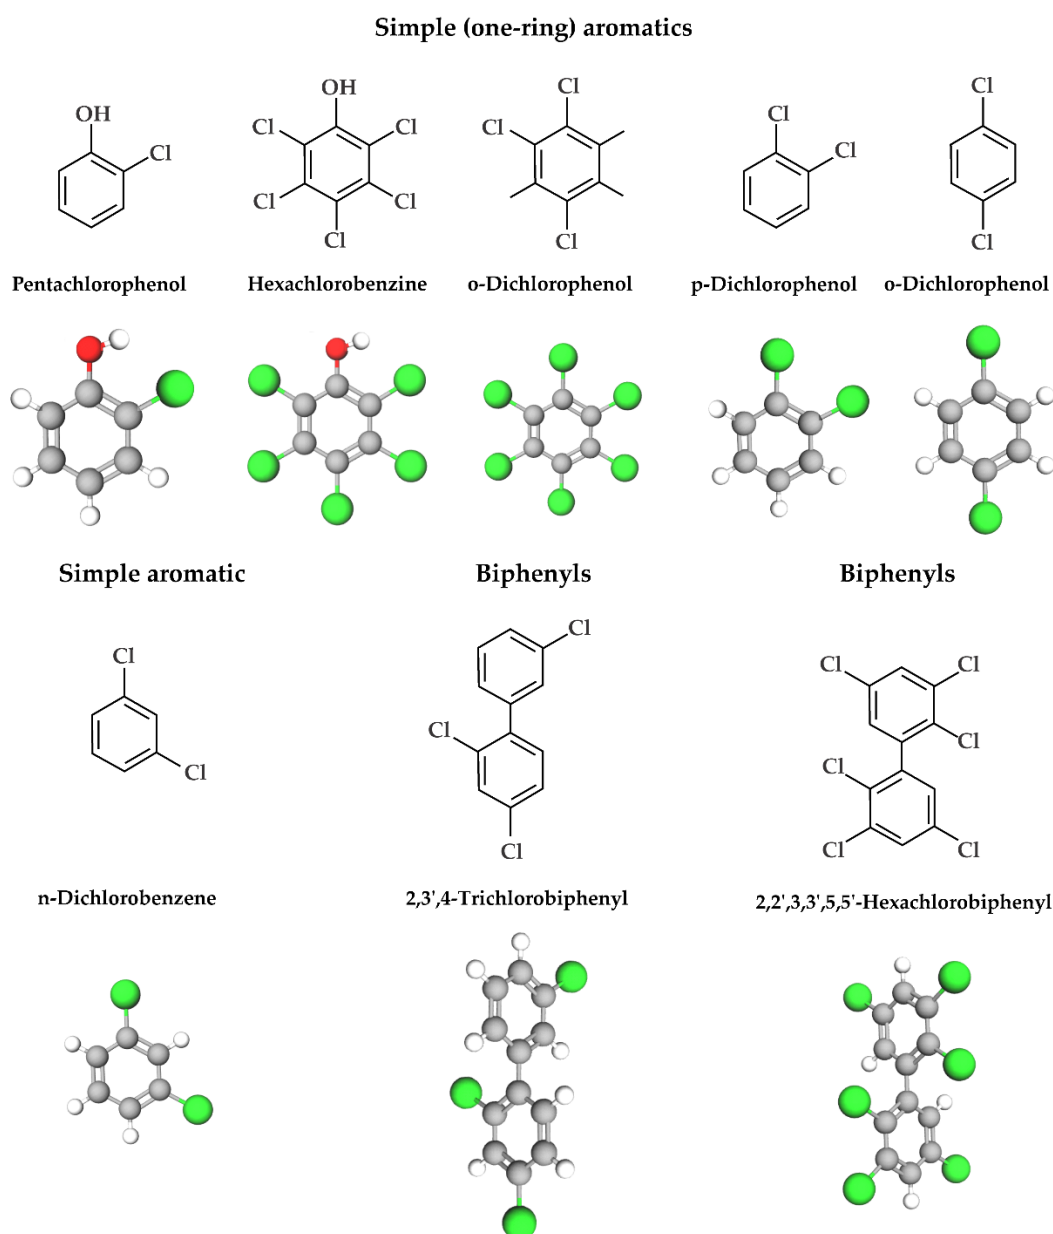 Simple (one-ring) aromatics
OH
Cl
OH
Cl
Cl
Cl
Cl
Cl
Cl
Cl
Cl
Cl
Cl
Cl
Cl
Pentachlorophenol
Hexachlorobenzine
o-Dichlorophenol
p-Dichlorophenol
o-Dichlorophenol
Simple aromatic
Biphenyls
Biphenyls
Cl
Cl
Cl
Cl
Cl
Cl
Cl
Cl
Cl
Cl
Cl
n-Dichlorobenzene
2,3',4-Trichlorobiphenyl
2,2',3,3',5,5'-Hexachlorobiphenyl